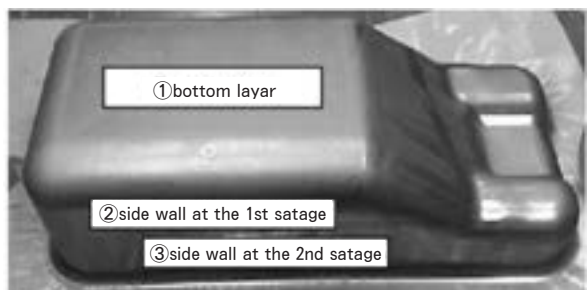 ①bottom layar
②side wall at the 1st satage
③side wall at the 2nd satage